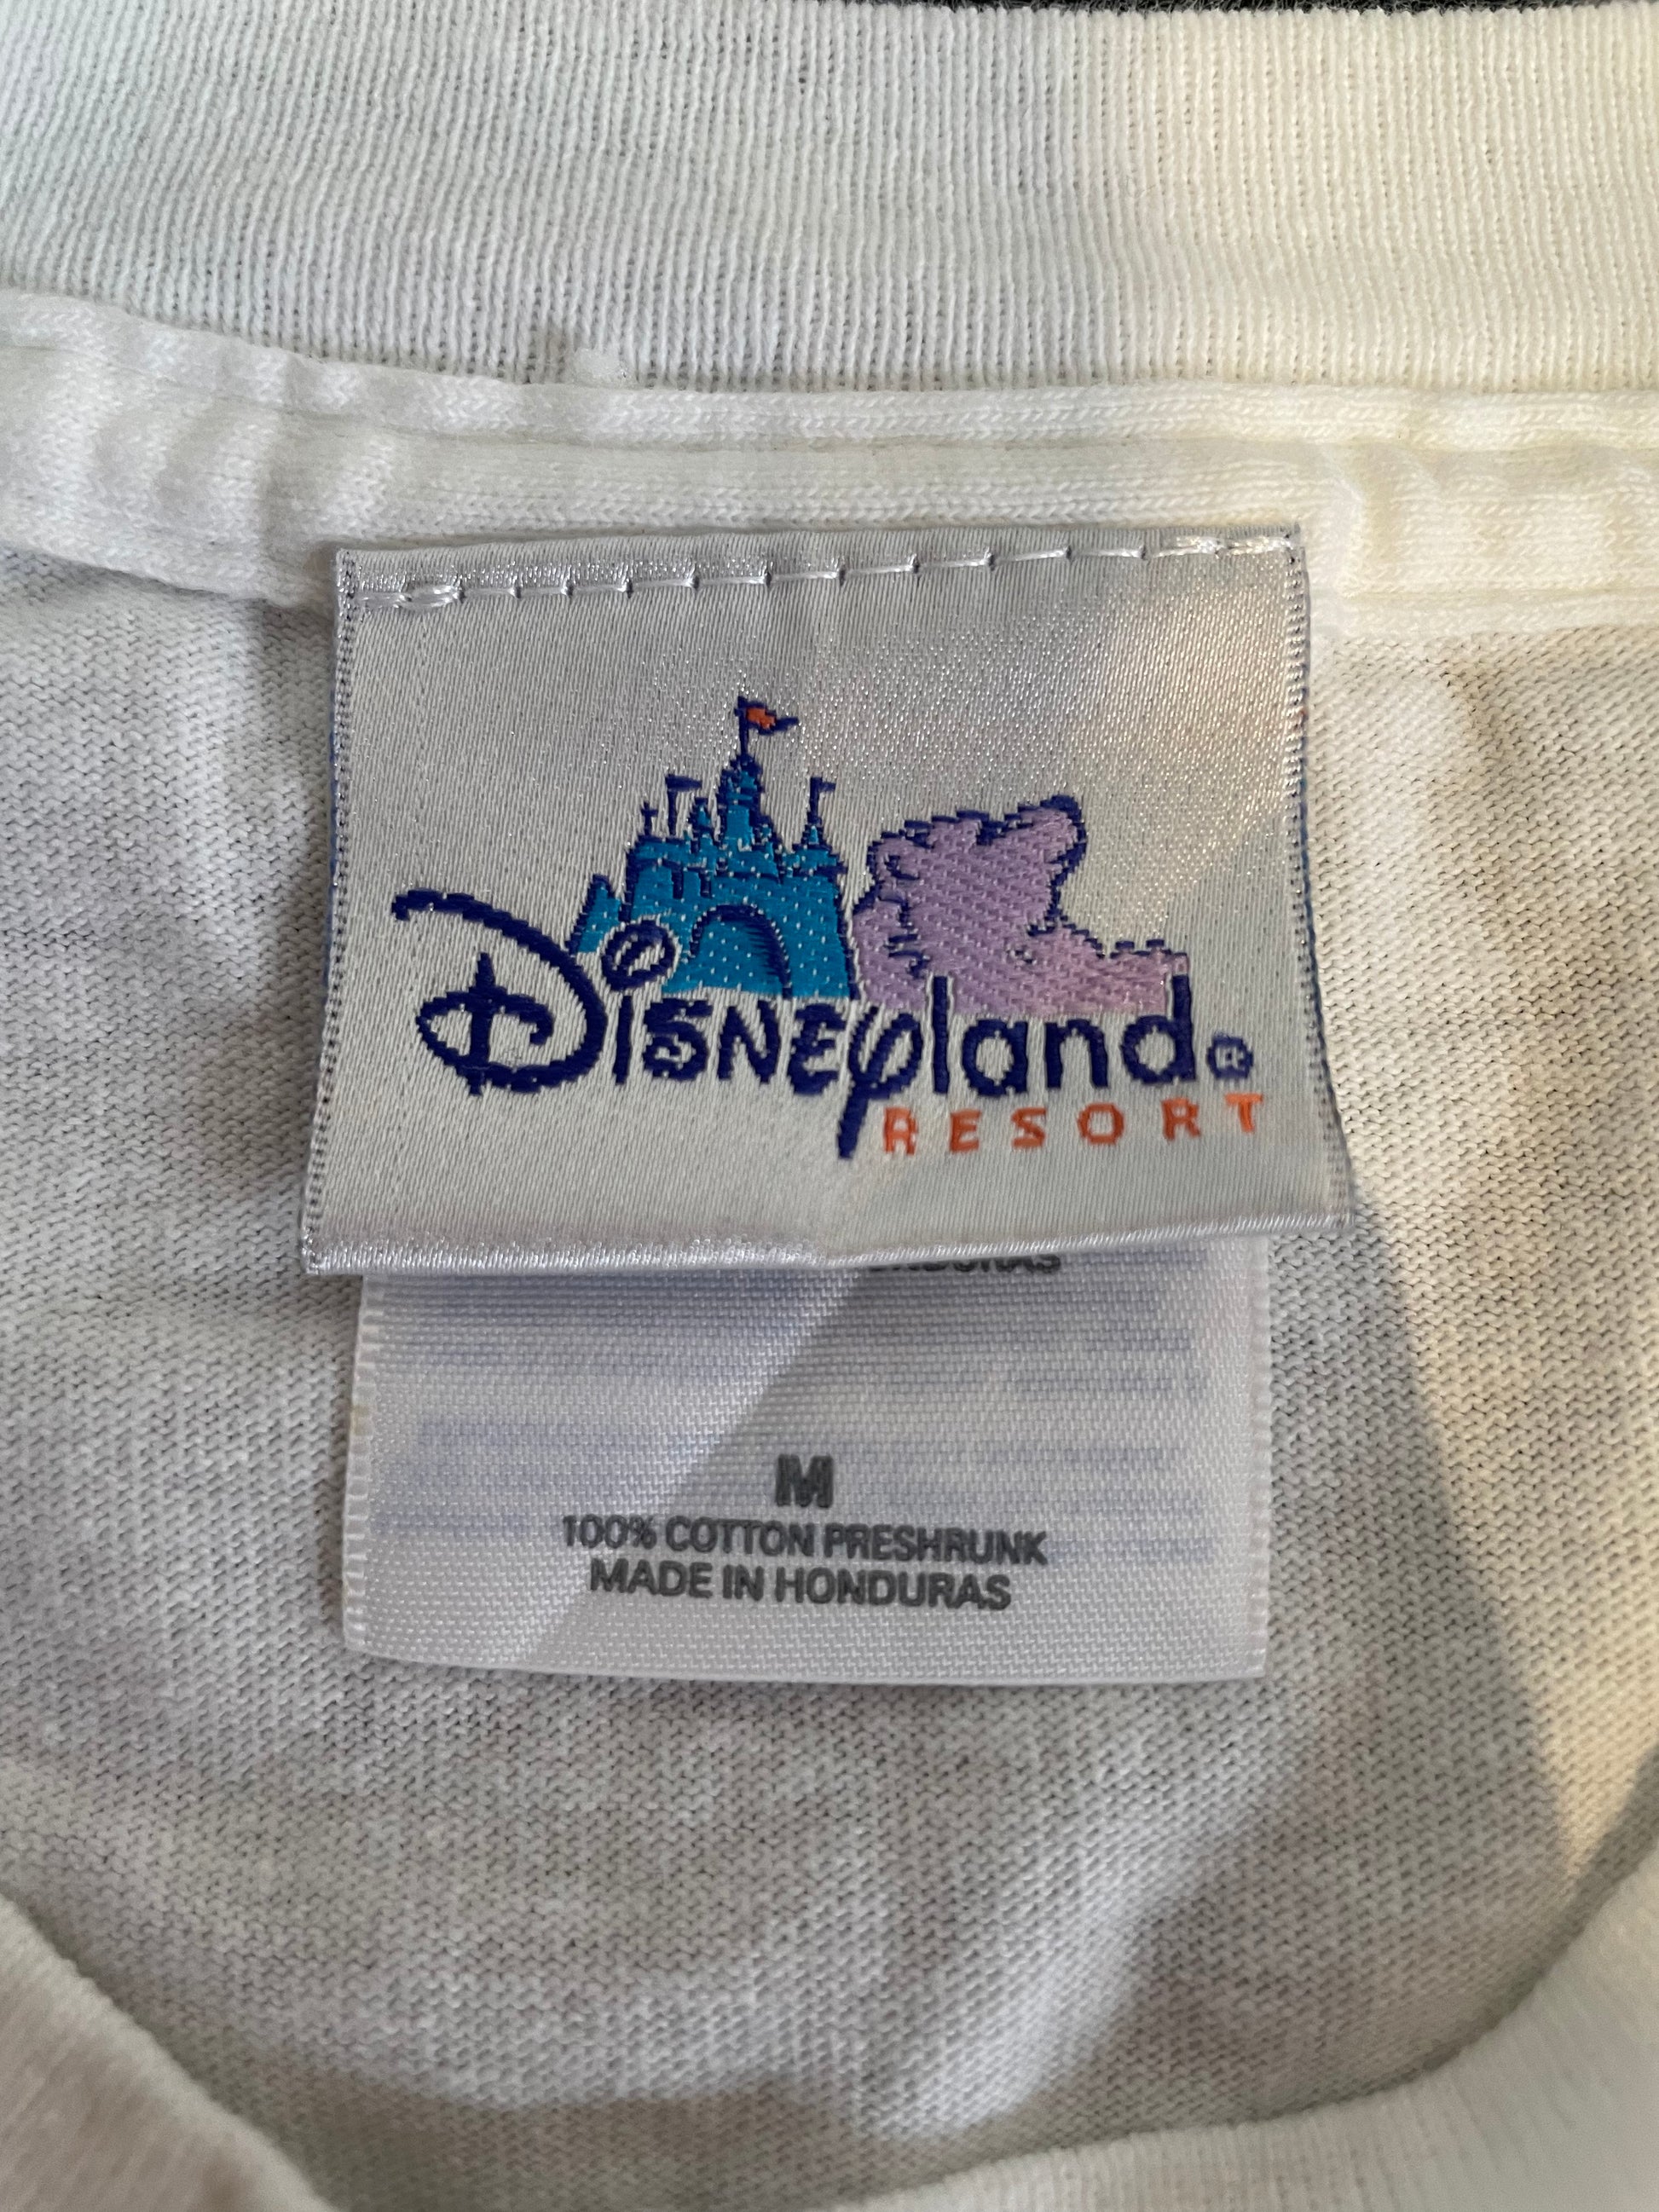 Disneyland®
RESORT
M
100% COTTON PRESHRUNK
MADE IN HONDURAS